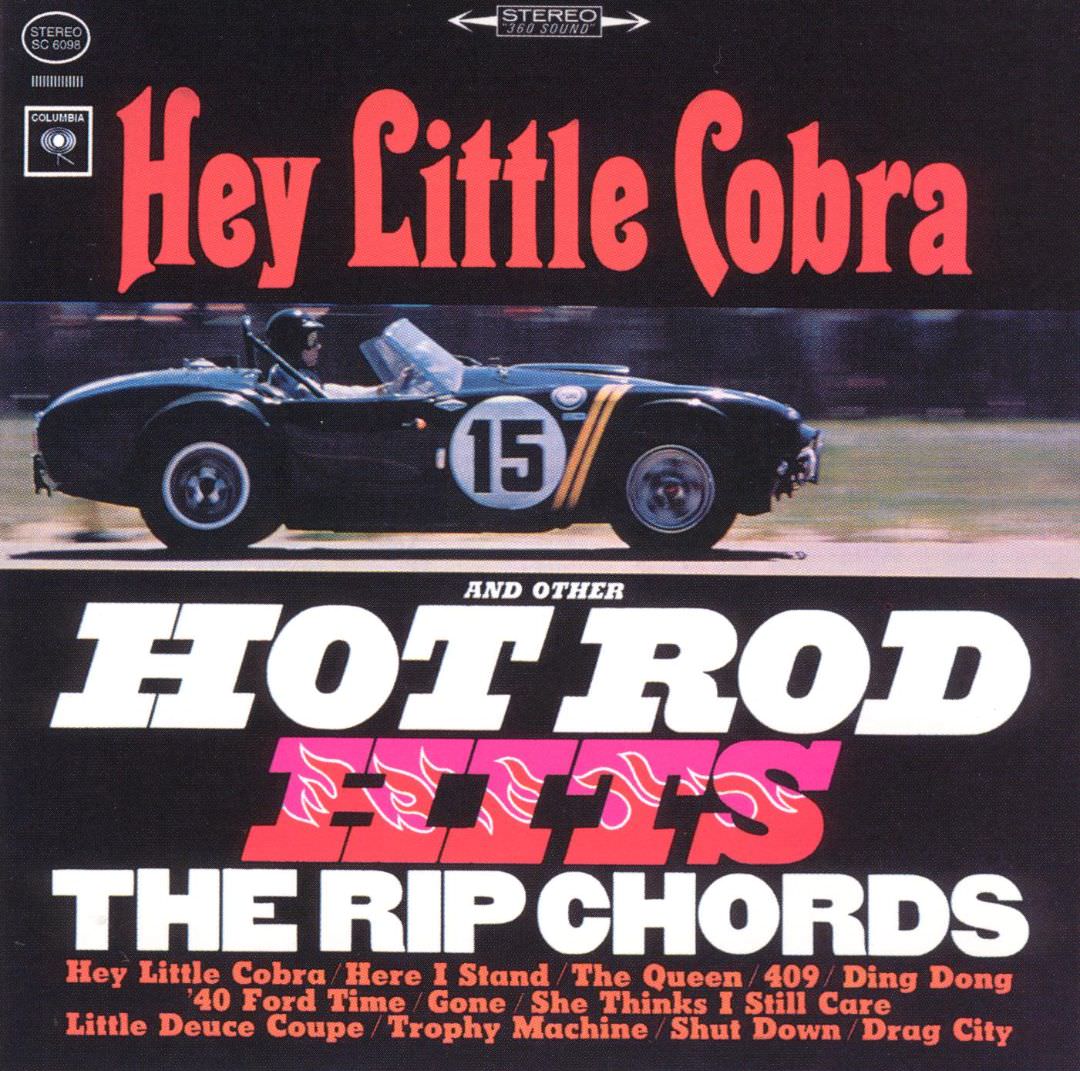 STEREO
"360 SOUND"
STEREO
SC 6098
COLUMBIA
Hey Little Cobra
15
AND OTHER
HOT ROD
HITS
THE RIP CHORDS
Hey Little Cobra / Here I Stand / The Queen / 409 / Ding Dong
'40 Ford Time / Gone / She Thinks I Still Care
Little Deuce Coupe / Trophy Machine / Shut Down / Drag City